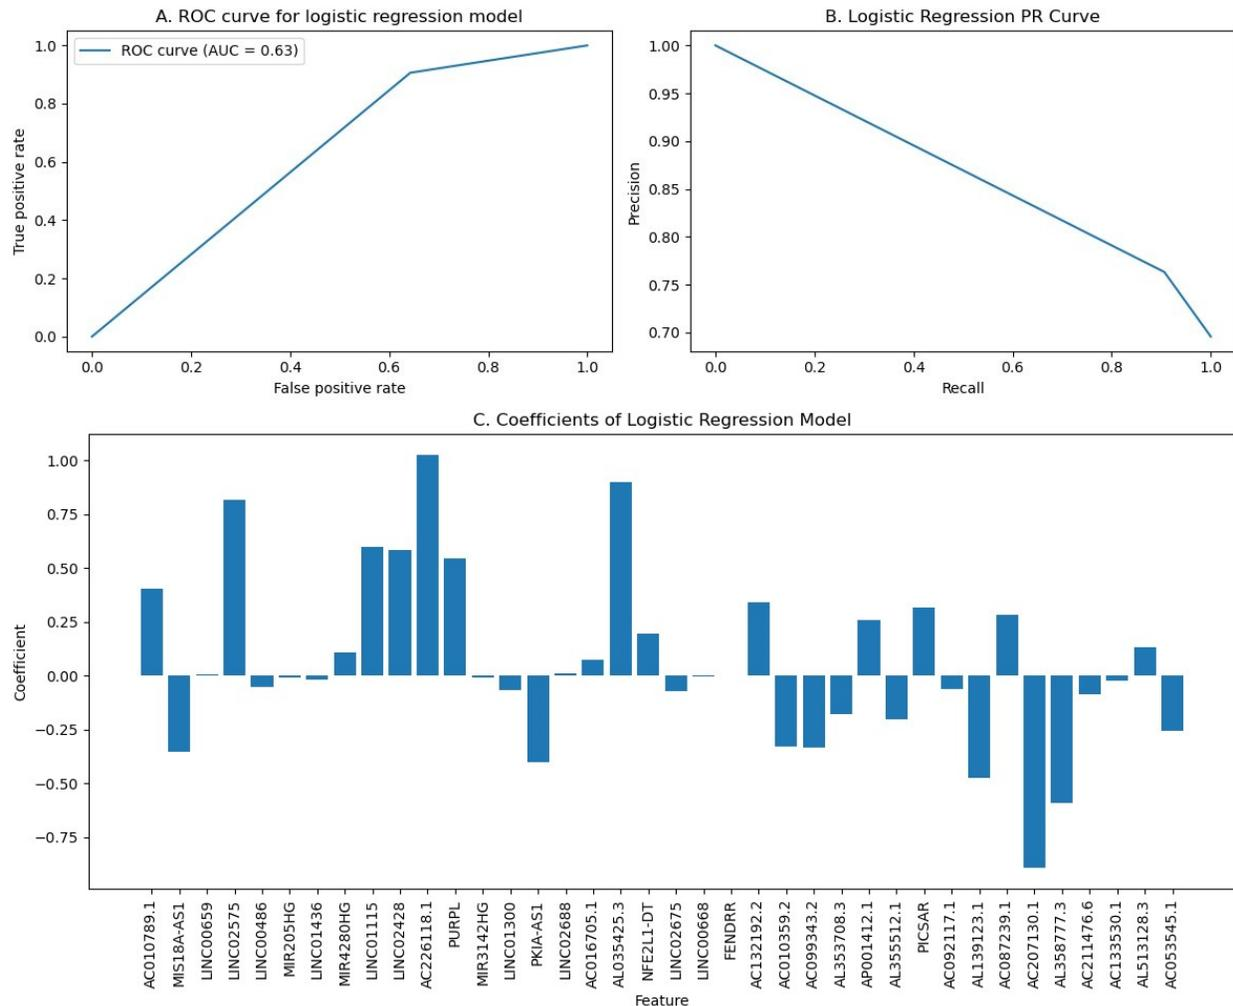 A. ROC curve for logistic regression model
ROC curve (AUC = 0.63)
True positive rate
1.0
0.8
0.6
0.4
0.2
0.0
0.0 0.2 0.4 0.6 0.8 1.0
False positive rate
B. Logistic Regression PR Curve
Precision
1.00
0.95
0.90
0.85
0.80
0.75
0.70
0.0 0.2 0.4 0.6 0.8 1.0
Recall
C. Coefficients of Logistic Regression Model
Coefficient
1.00
0.75
0.50
0.25
0.00
−0.25
−0.50
−0.75
AC010789.1
MIS18A-AS1
LINC00659
LINC02575
LINC00486
MIR205HG
LINC01436
MIR4280HG
LINC01115
LINC02428
AC226118.1
PURPL
MIR3142HG
LINC01300
PKIA-AS1
LINC02688
AC016705.1
AL035425.3
NFE2L1-DT
LINC02675
LINC00668
FENDRR
AC132192.2
AC010359.2
AC099343.2
AL353708.3
AP001412.1
AL355512.1
PICSAR
AC092117.1
AL139123.1
AC087239.1
AC207130.1
AL358777.3
AC211476.6
AC133530.1
AL513128.3
AC053545.1
Feature